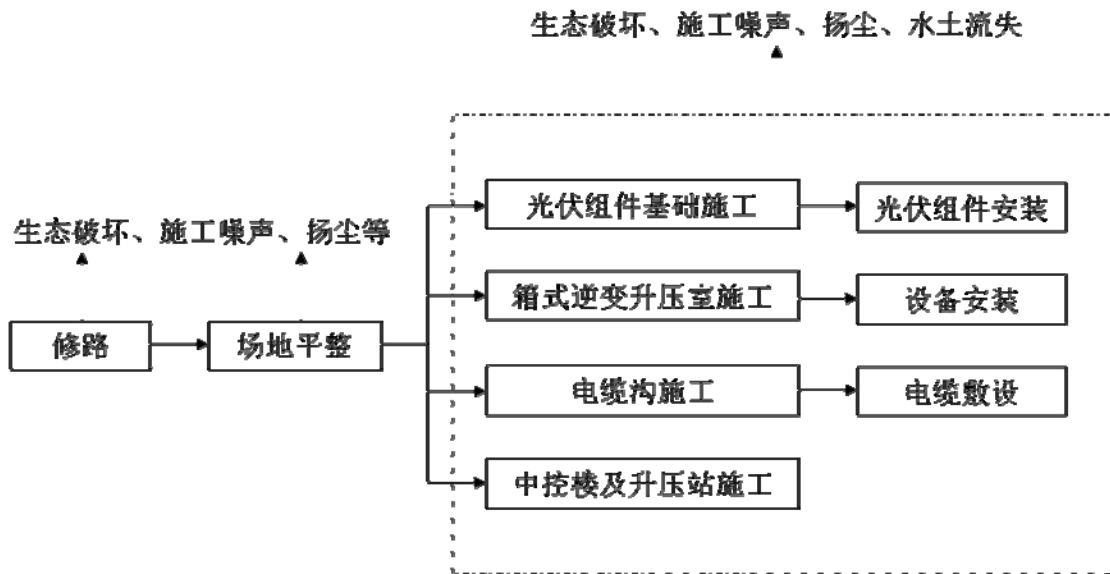 生态破坏、施工噪声、扬尘、水土流失
光伏组件基础施工
光伏组件安装
生态破坏、施工噪声、扬尘等
箱式逆变升压室施工
设备安装
修路
场地平整
电缆沟施工
电缆敷设
中控楼及升压站施工